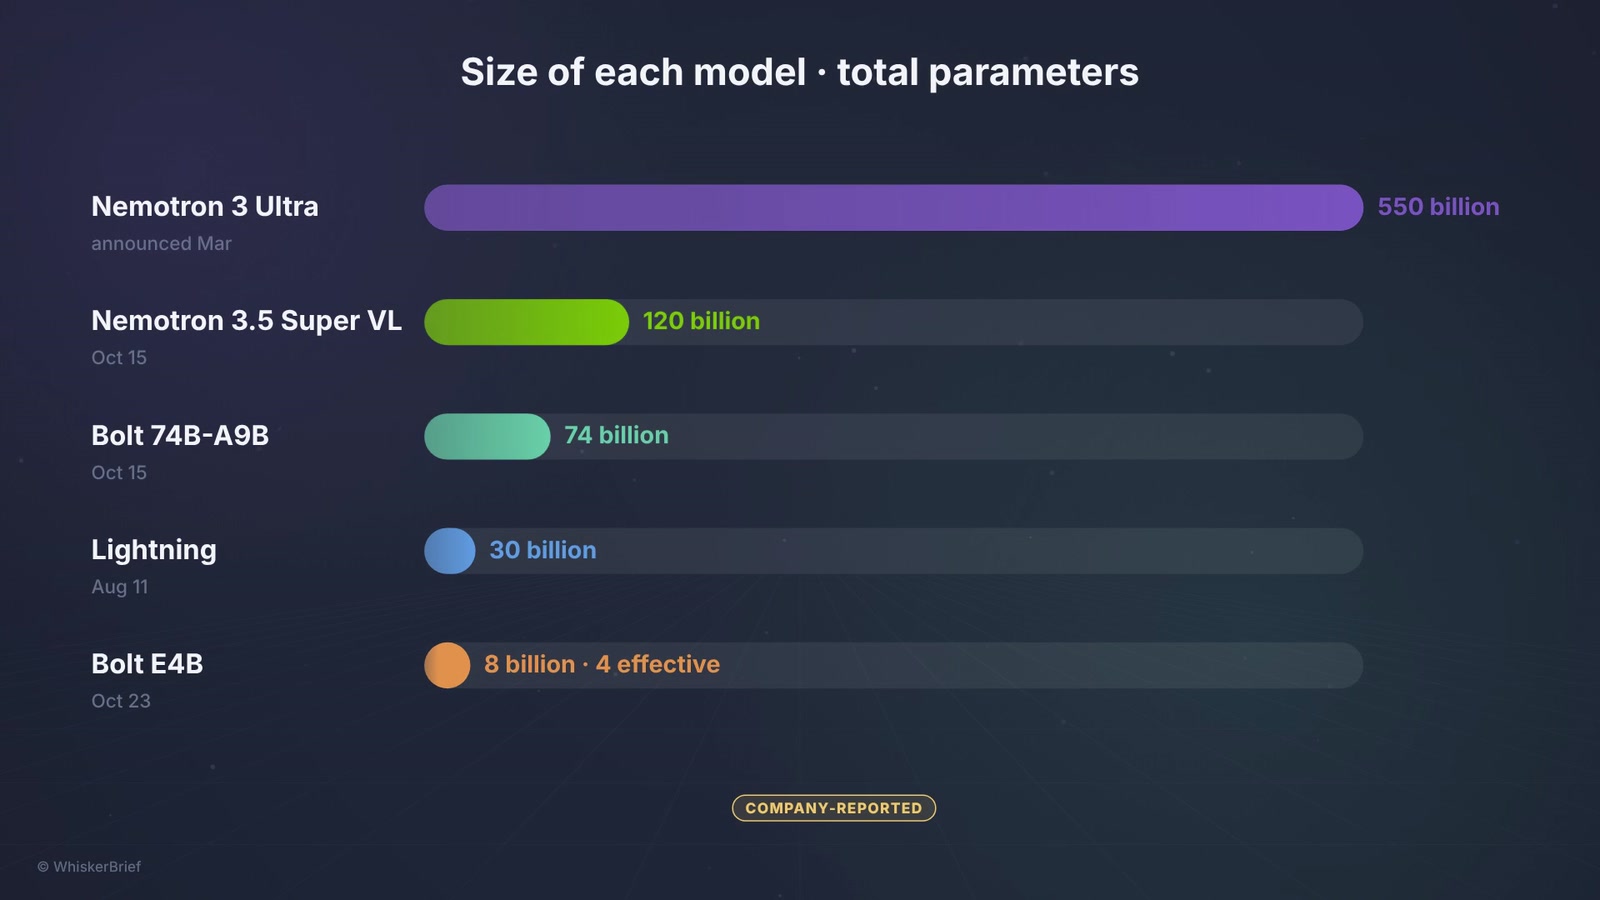 Size of each model · total parameters
Nemotron 3 Ultra
550 billion
announced Mar
Nemotron 3.5 Super VL
120 billion
Oct 15
Bolt 74B-A9B
74 billion
Oct 15
Lightning
30 billion
Aug 11
Bolt E4B
8 billion · 4 effective
Oct 23
COMPANY-REPORTED
© WhiskerBrief